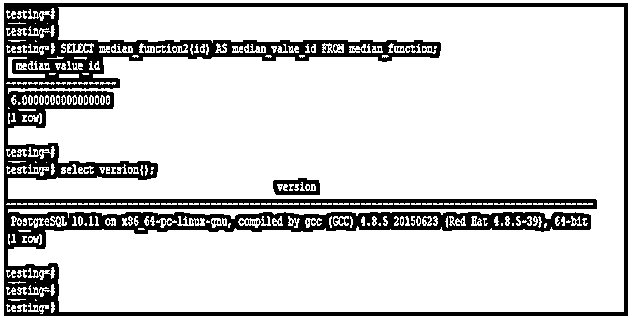 testing=#
testing=#
testing=# SELECT median_function2(id) AS median_value_id FROM median_function;
median_value_id
--------------------
6.0000000000000000
(1 row)
testing=#
testing=# select version();
version
---------------------------------------------------------------------------------------------------------
PostgreSQL 10.11 on x86_64-pc-linux-gnu, compiled by gcc (GCC) 4.8.5 20150623 (Red Hat 4.8.5-39), 64-bit
(1 row)
testing=#
testing=#
testing=#